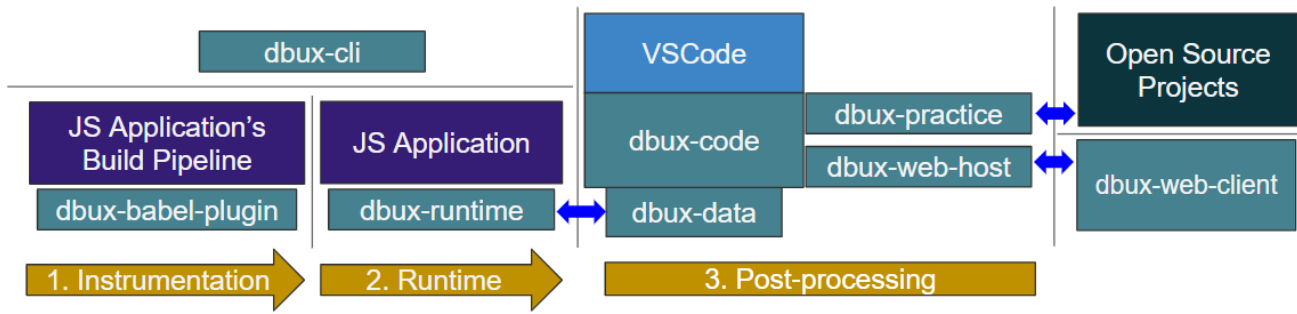 dbux-cli
JS Application's
Build Pipeline
dbux-babel-plugin
JS Application
dbux-runtime
VSCode
dbux-code
dbux-data
dbux-practice
dbux-web-host
Open Source
Projects
dbux-web-client
1. Instrumentation
2. Runtime
3. Post-processing